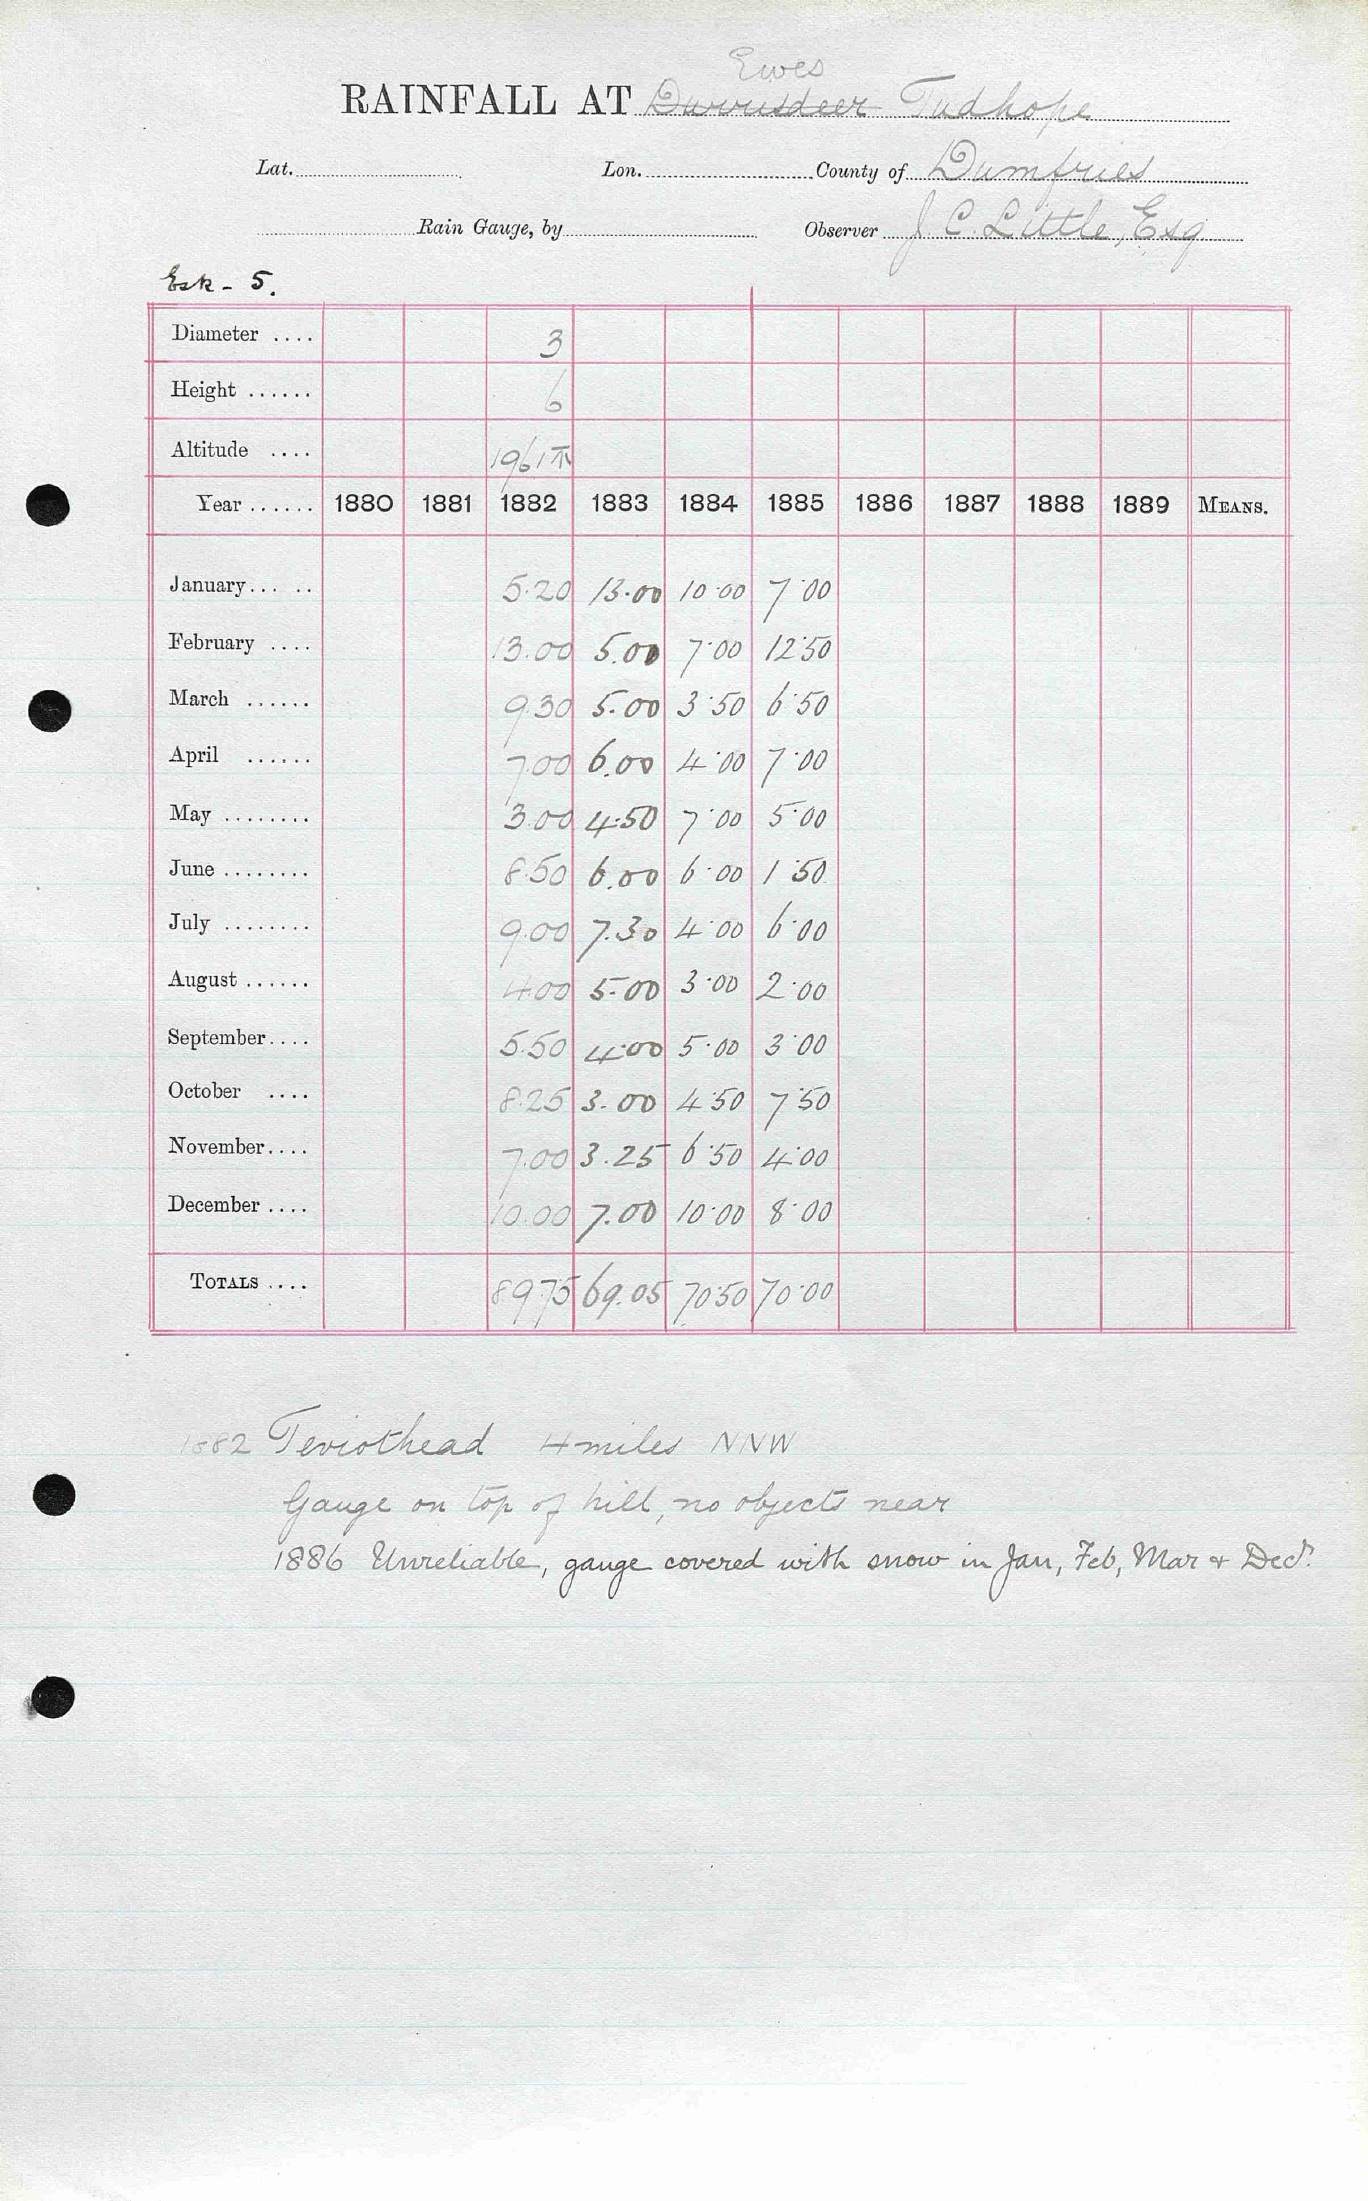 Ewes
RAINFALL AT Durrisdeer Tudhope
Lat. Lon. County of Dumfries
Rain Gauge, by Observer J. C. Little, Esq
Esk - 5.
Diameter .... 3
Height ...... 6
Altitude .... 1961
Year ...... 1880 1881 1882 1883 1884 1885 1886 1887 1888 1889 MEANS.
January... .. 5.20 13.00 10.00 7.00
February .... 13.00 5.00 7.00 12.50
March ...... 9.30 5.00 3.50 6.50
April ...... 7.00 6.00 4.00 7.00
May ........ 3.00 4.50 7.00 5.00
June ........ 8.50 6.00 6.00 1.50
July ........ 9.00 7.30 4.00 6.00
August ...... 4.00 5.00 3.00 2.00
September.... 5.50 4.00 5.00 3.00
October .... 8.25 3.00 4.50 7.50
November.... 7.00 3.25 6.50 4.00
December .... 10.00 7.00 10.00 8.00
TOTALS .... 89.75 69.05 70.50 70.00
1882 Teviothead 4 miles NNW
Gauge on top of hill, no objects near
1886 Unreliable, gauge covered with snow in Jan, Feb, Mar & Decr.